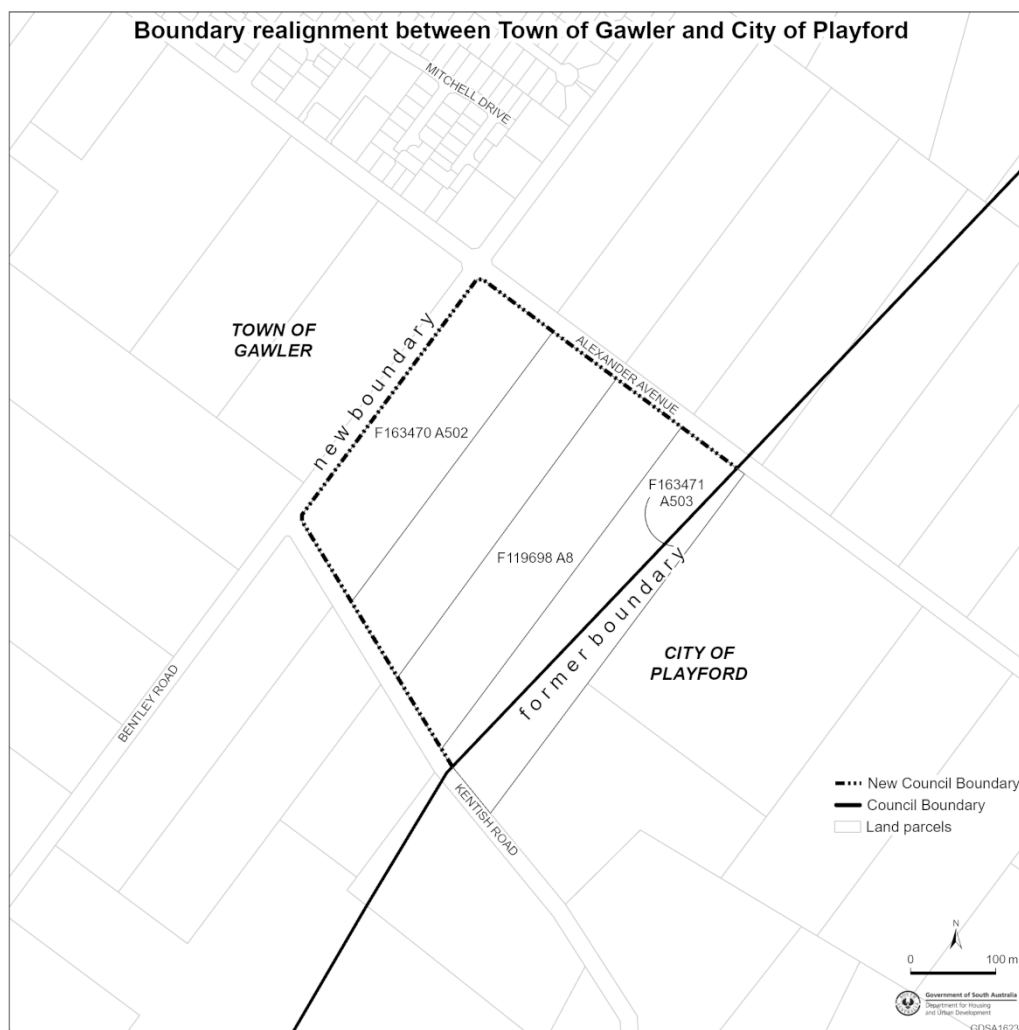 Boundary realignment between Town of Gawler and City of Playford
MITCHELL DRIVE
TOWN OF
GAWLER
new boundary
ALEXANDER AVENUE
F163470 A502
F163471
A503
F119698 A8
former boundary
CITY OF
PLAYFORD
BENTLEY ROAD
KENTISH ROAD
New Council Boundary
Council Boundary
Land parcels
N
0 100 m
Government of South Australia
Department for Housing
and Urban Development
GDSA1623